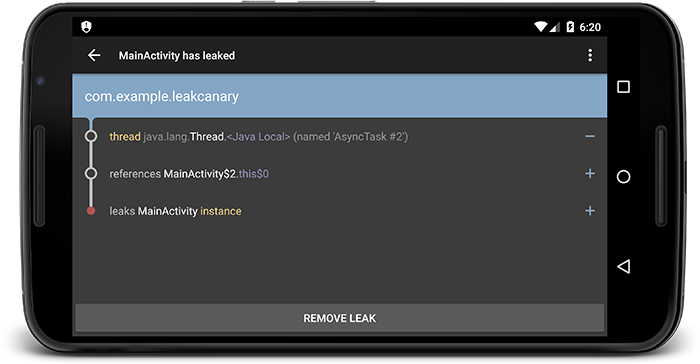 6:20
MainActivity has leaked
com.example.leakcanary
thread java.lang.Thread.<Java Local> (named 'AsyncTask #2')
references MainActivity$2.this$0
leaks MainActivity instance
REMOVE LEAK